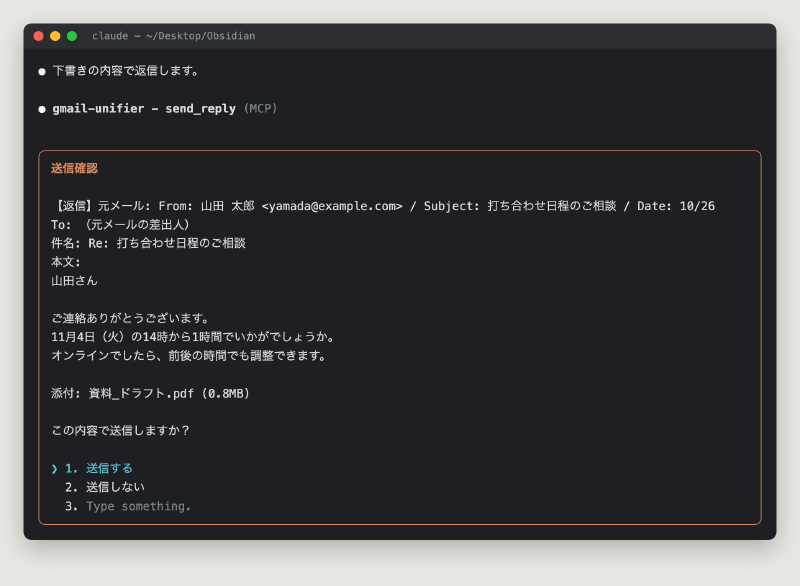 claude — ~/Desktop/Obsidian
● 下書きの内容で返信します。
● gmail-unifier - send_reply (MCP)
送信確認
【返信】元メール: From: 山田 太郎 <yamada@example.com> / Subject: 打ち合わせ日程のご相談 / Date: 10/26
To: （元メールの差出人）
件名: Re: 打ち合わせ日程のご相談
本文:
山田さん
ご連絡ありがとうございます。
11月4日（火）の14時から1時間でいかがでしょうか。
オンラインでしたら、前後の時間でも調整できます。
添付: 資料_ドラフト.pdf (0.8MB)
この内容で送信しますか？
❯ 1. 送信する
2. 送信しない
3. Type something.